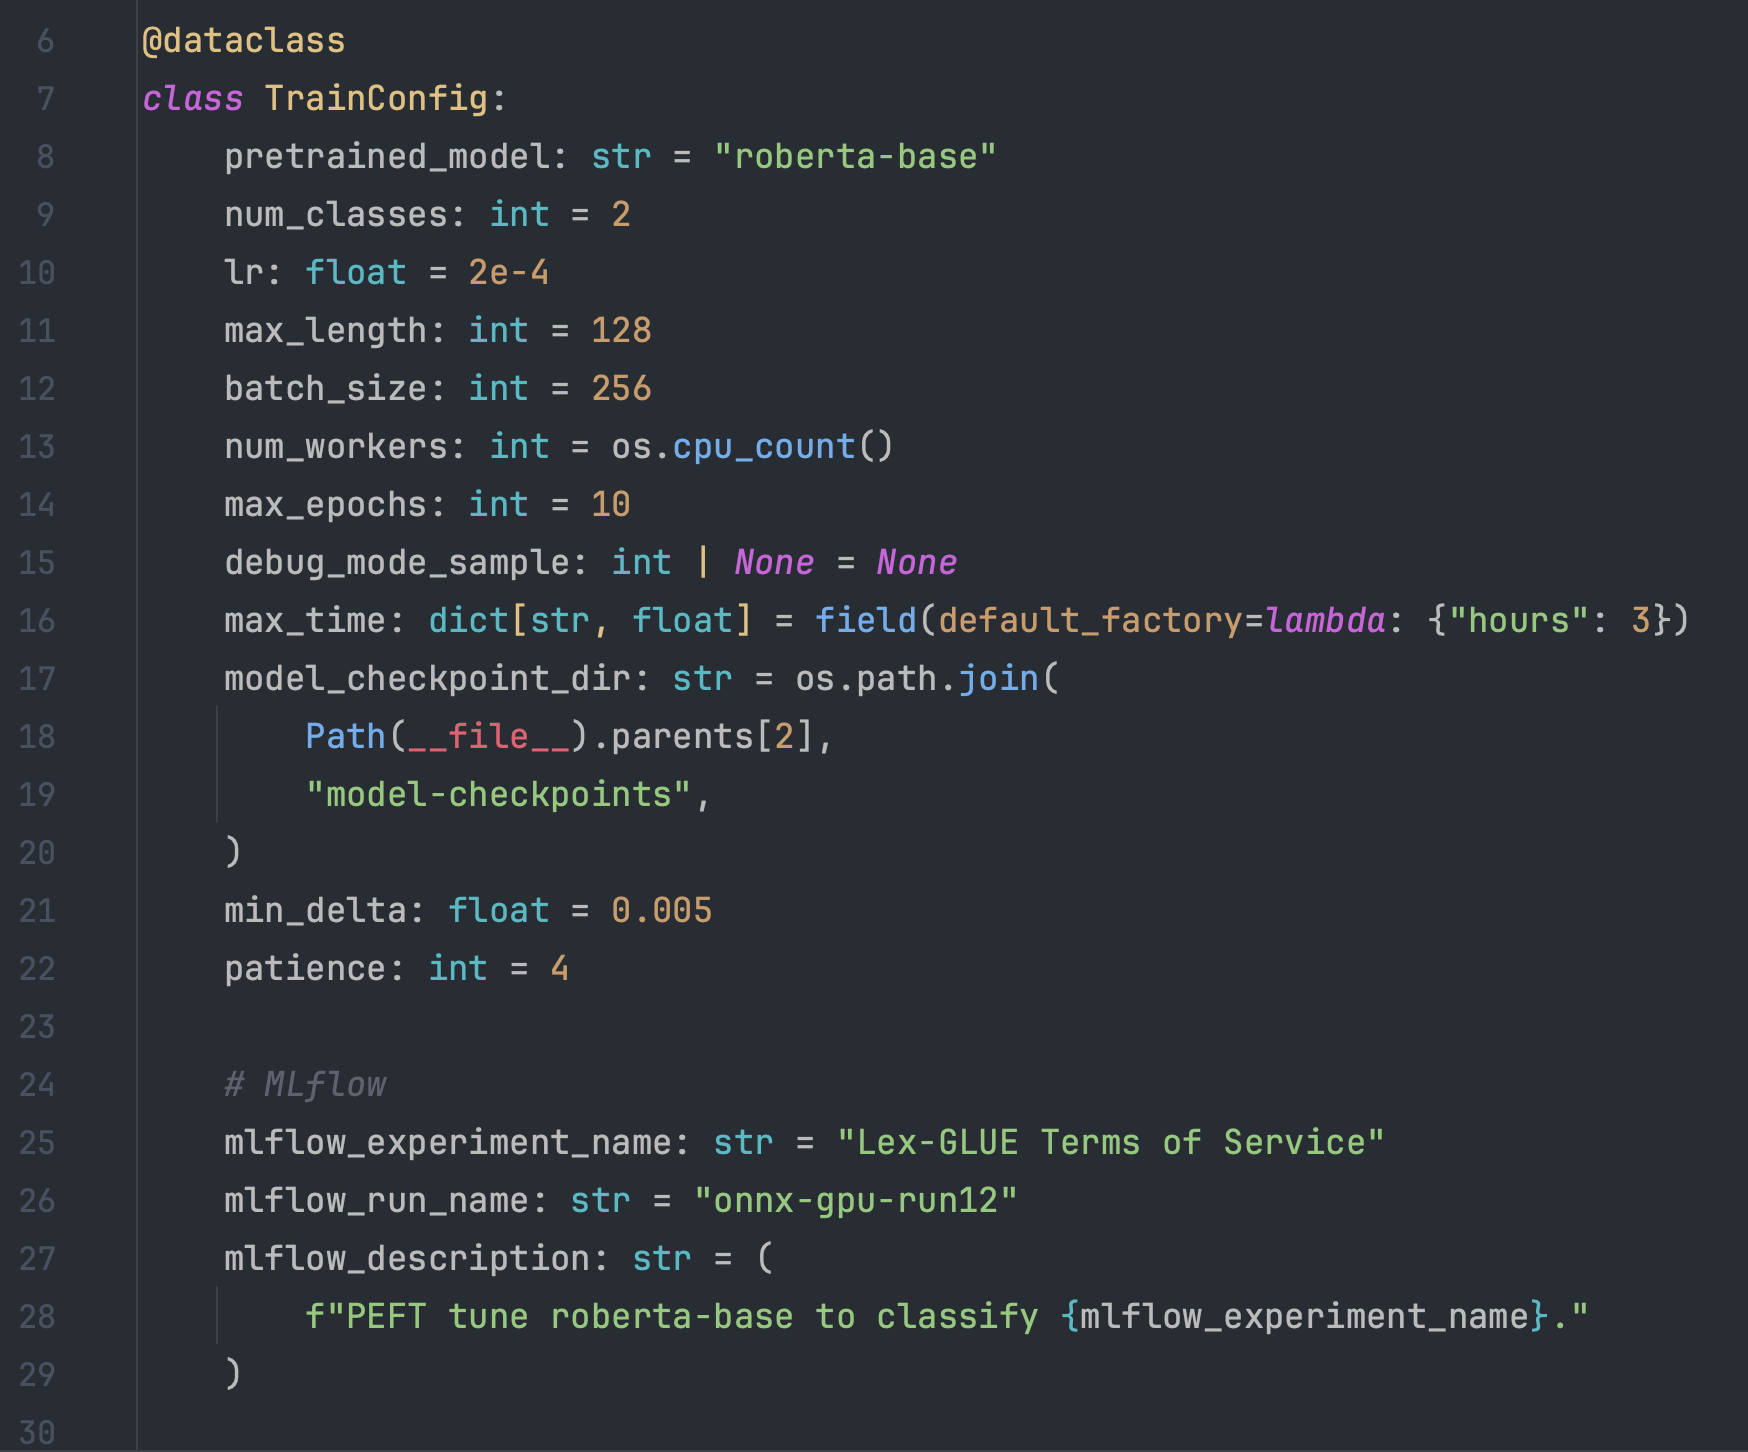 6 @dataclass
7 class TrainConfig:
8     pretrained_model: str = "roberta-base"
9     num_classes: int = 2
10     lr: float = 2e-4
11     max_length: int = 128
12     batch_size: int = 256
13     num_workers: int = os.cpu_count()
14     max_epochs: int = 10
15     debug_mode_sample: int | None = None
16     max_time: dict[str, float] = field(default_factory=lambda: {"hours": 3})
17     model_checkpoint_dir: str = os.path.join(
18         Path(__file__).parents[2],
19         "model-checkpoints",
20     )
21     min_delta: float = 0.005
22     patience: int = 4
23
24     # MLflow
25     mlflow_experiment_name: str = "Lex-GLUE Terms of Service"
26     mlflow_run_name: str = "onnx-gpu-run12"
27     mlflow_description: str = (
28         f"PEFT tune roberta-base to classify {mlflow_experiment_name}."
29     )
30